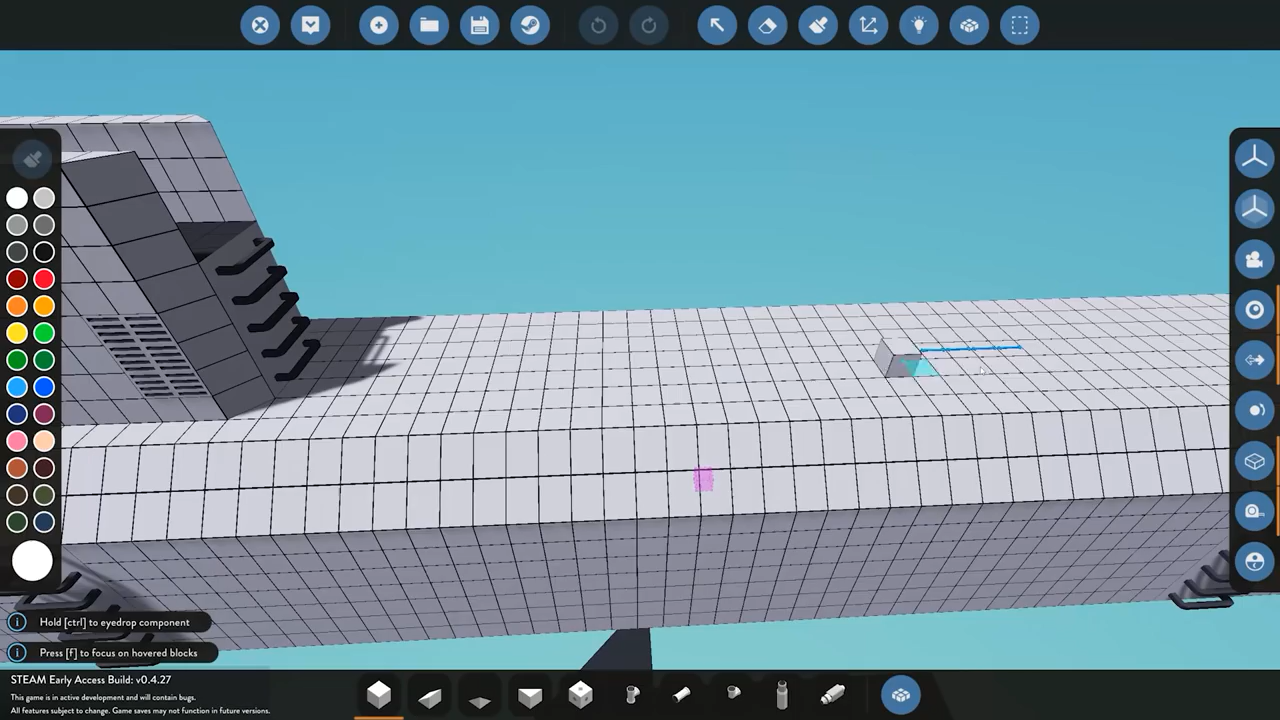 Hold [ctrl] to eyedrop component
Press [f] to focus on hovered blocks
STEAM Early Access Build: v0.4.27
This game is in active development and will contain bugs.
All features subject to change. Game saves may not function in future versions.